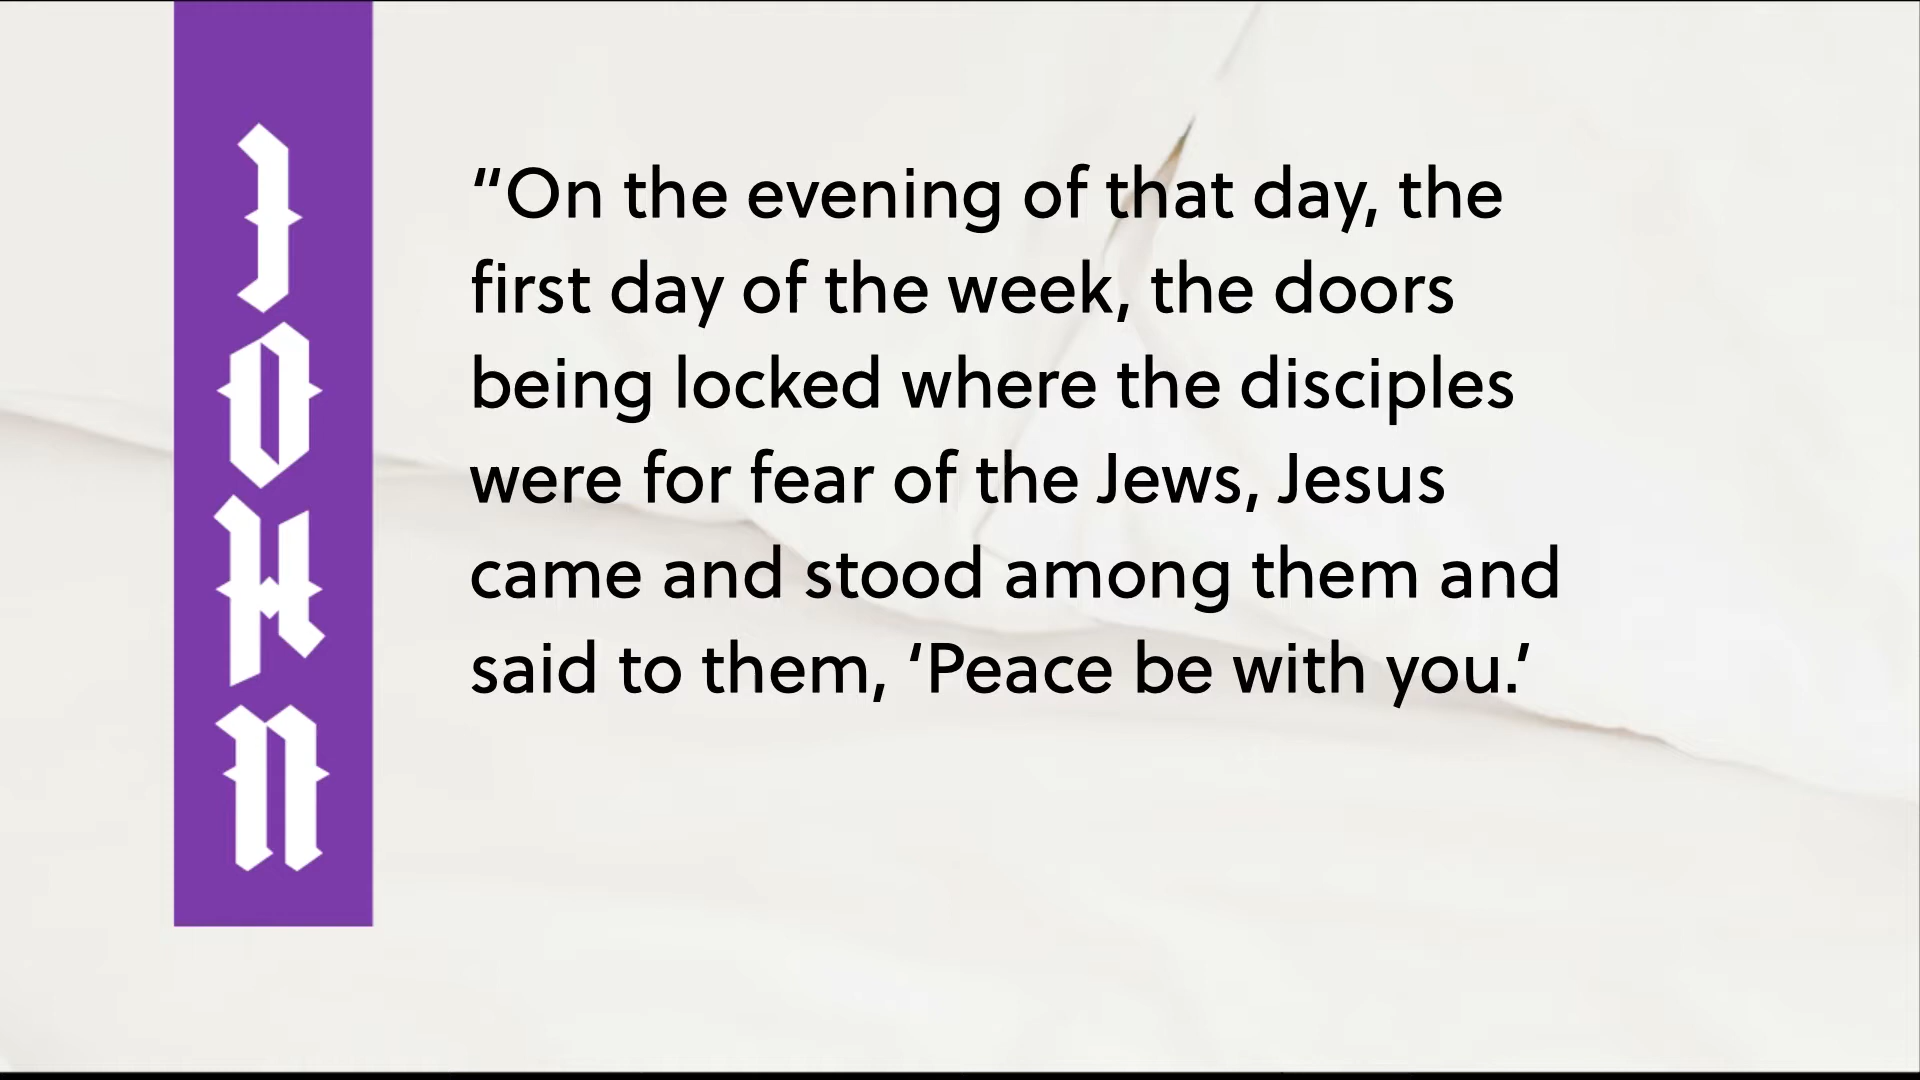 JOHN
“On the evening of that day, the
first day of the week, the doors
being locked where the disciples
were for fear of the Jews, Jesus
came and stood among them and
said to them, ‘Peace be with you.’